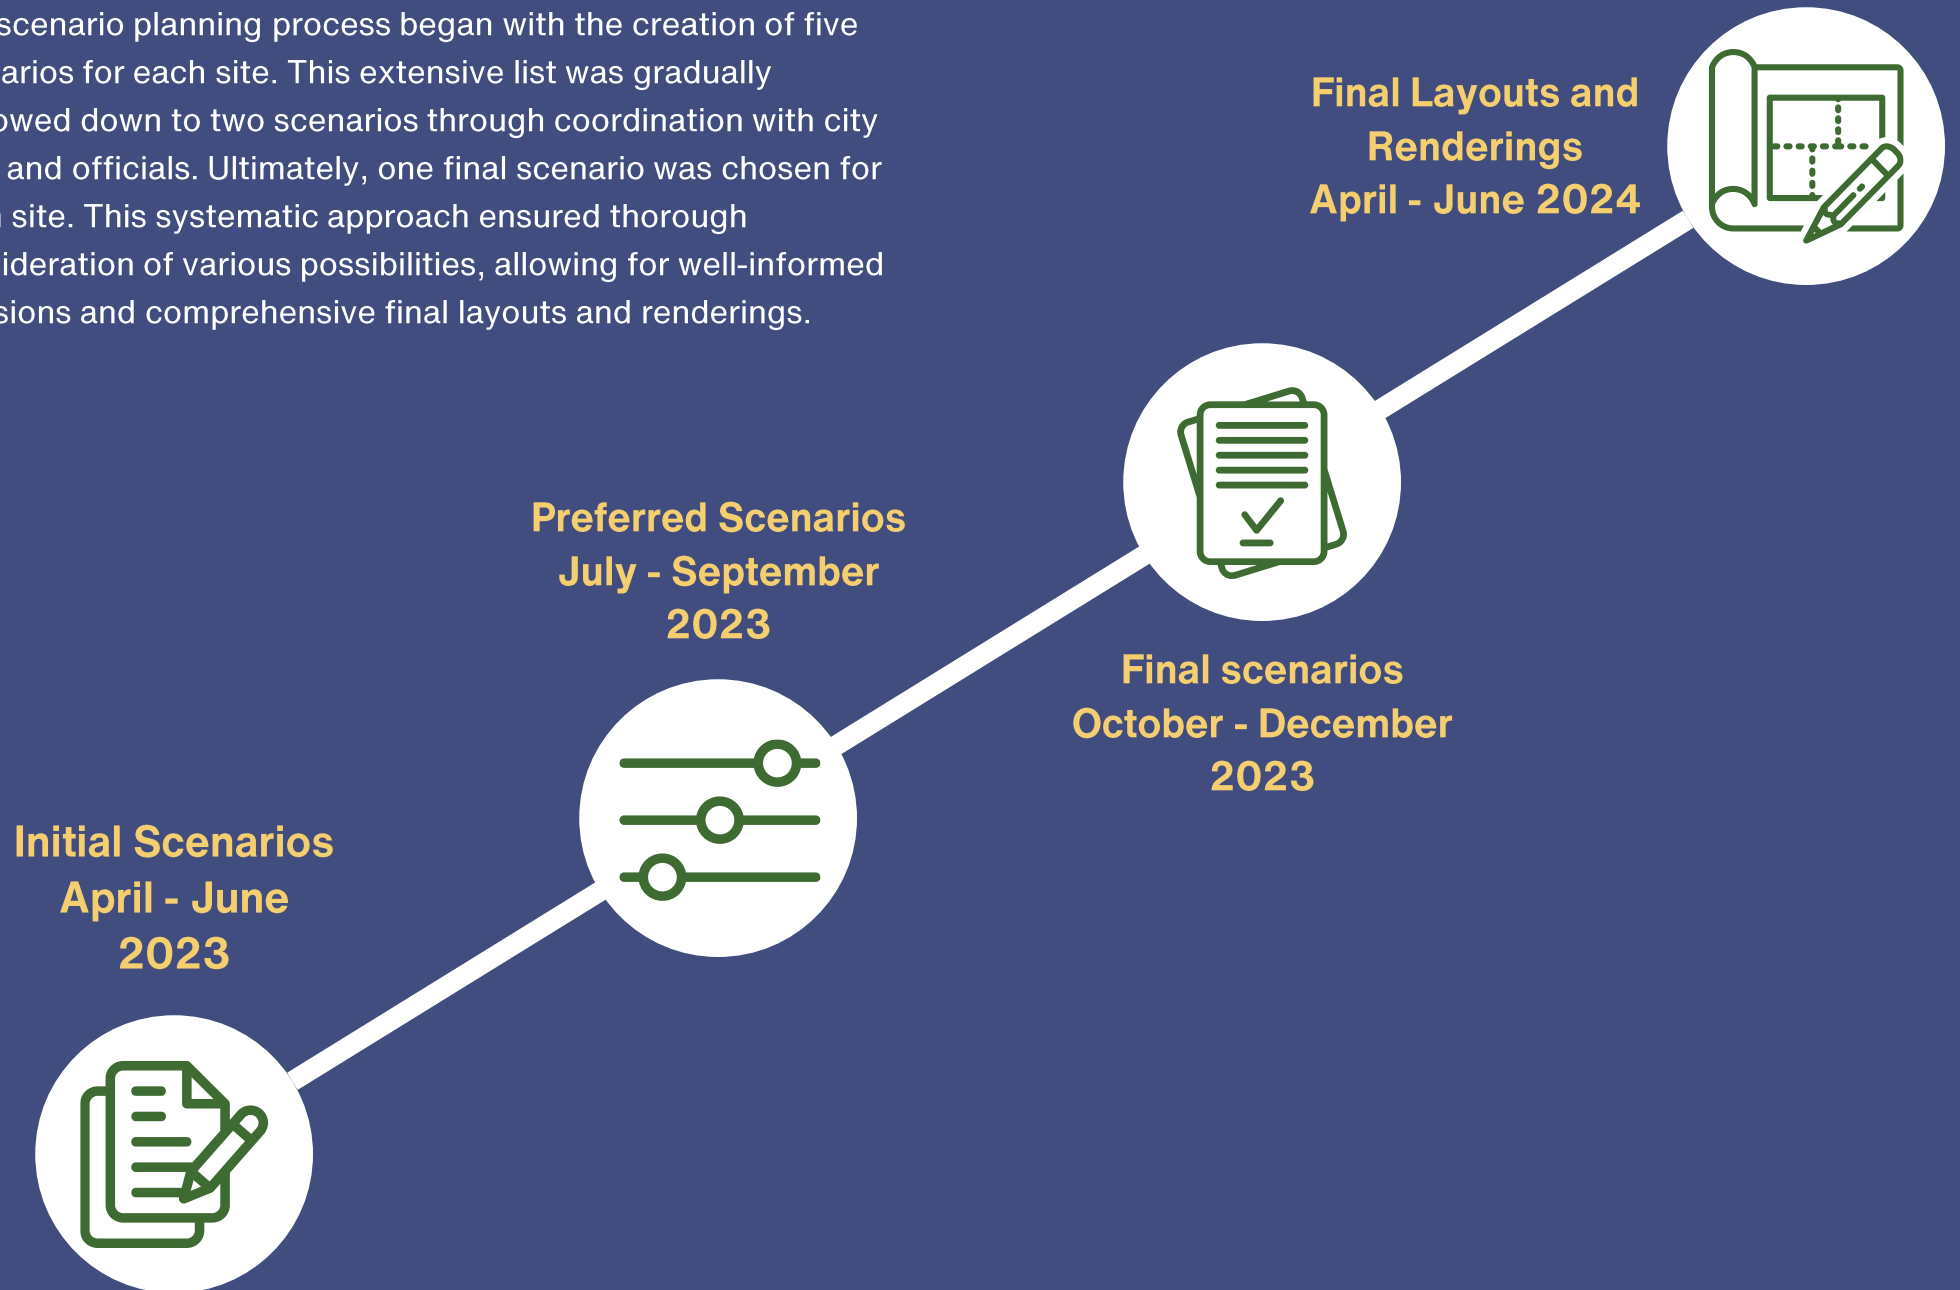 scenario planning process began with the creation of five
arios for each site. This extensive list was gradually
owed down to two scenarios through coordination with city
and officials. Ultimately, one final scenario was chosen for
site. This systematic approach ensured thorough
ideration of various possibilities, allowing for well-informed
sions and comprehensive final layouts and renderings.
Final Layouts and
Renderings
April - June 2024
Preferred Scenarios
July - September
2023
Final scenarios
October - December
2023
Initial Scenarios
April - June
2023